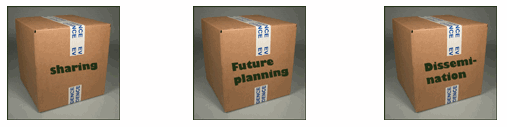 sharing
Future
planning
Dissemi-
nation